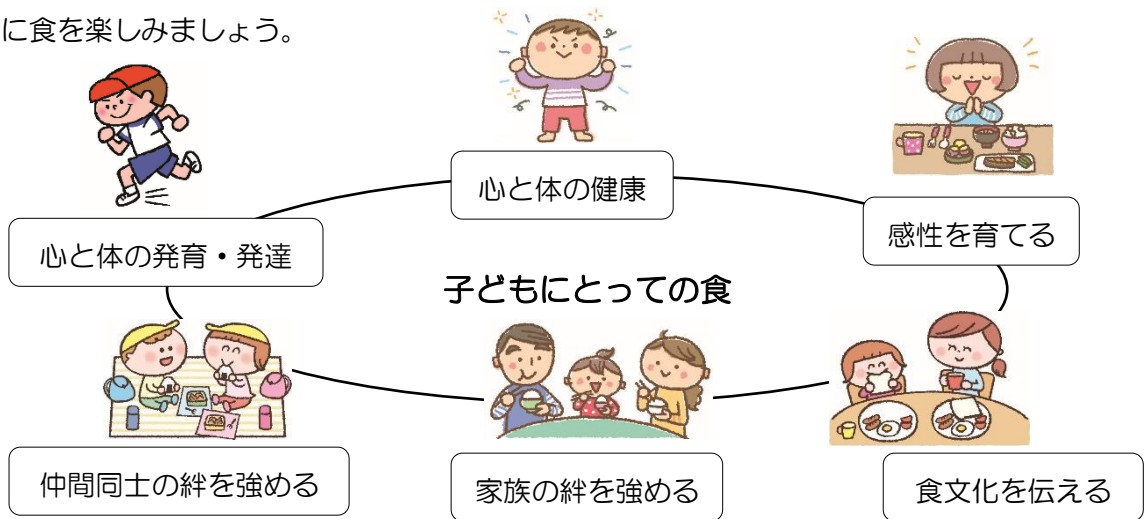 に食を楽しみましょう。
心と体の健康
感性を育てる
心と体の発育・発達
子どもにとっての食
仲間同士の絆を強める
家族の絆を強める
食文化を伝える